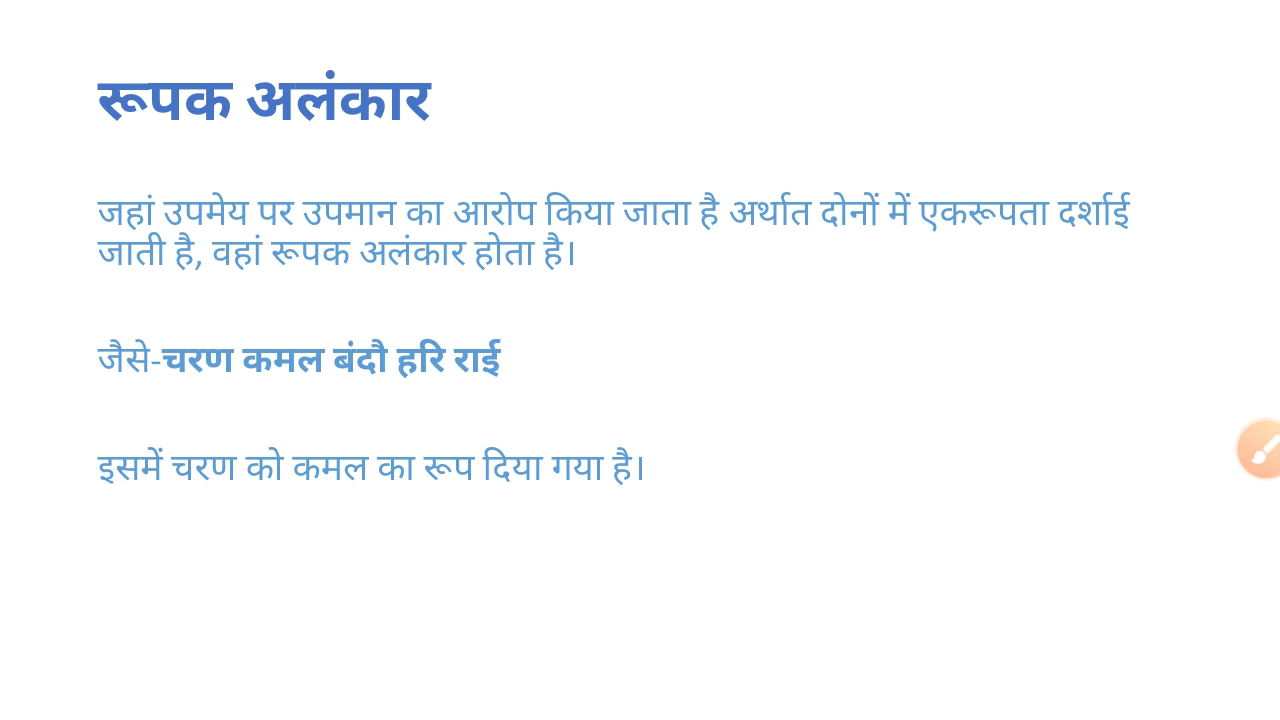 रूपक अलंकार
जहां उपमेय पर उपमान का आरोप किया जाता है अर्थात दोनों में एकरूपता दर्शाई
जाती है, वहां रूपक अलंकार होता है।
जैसे-चरण कमल बंदौ हरि राई
इसमें चरण को कमल का रूप दिया गया है।